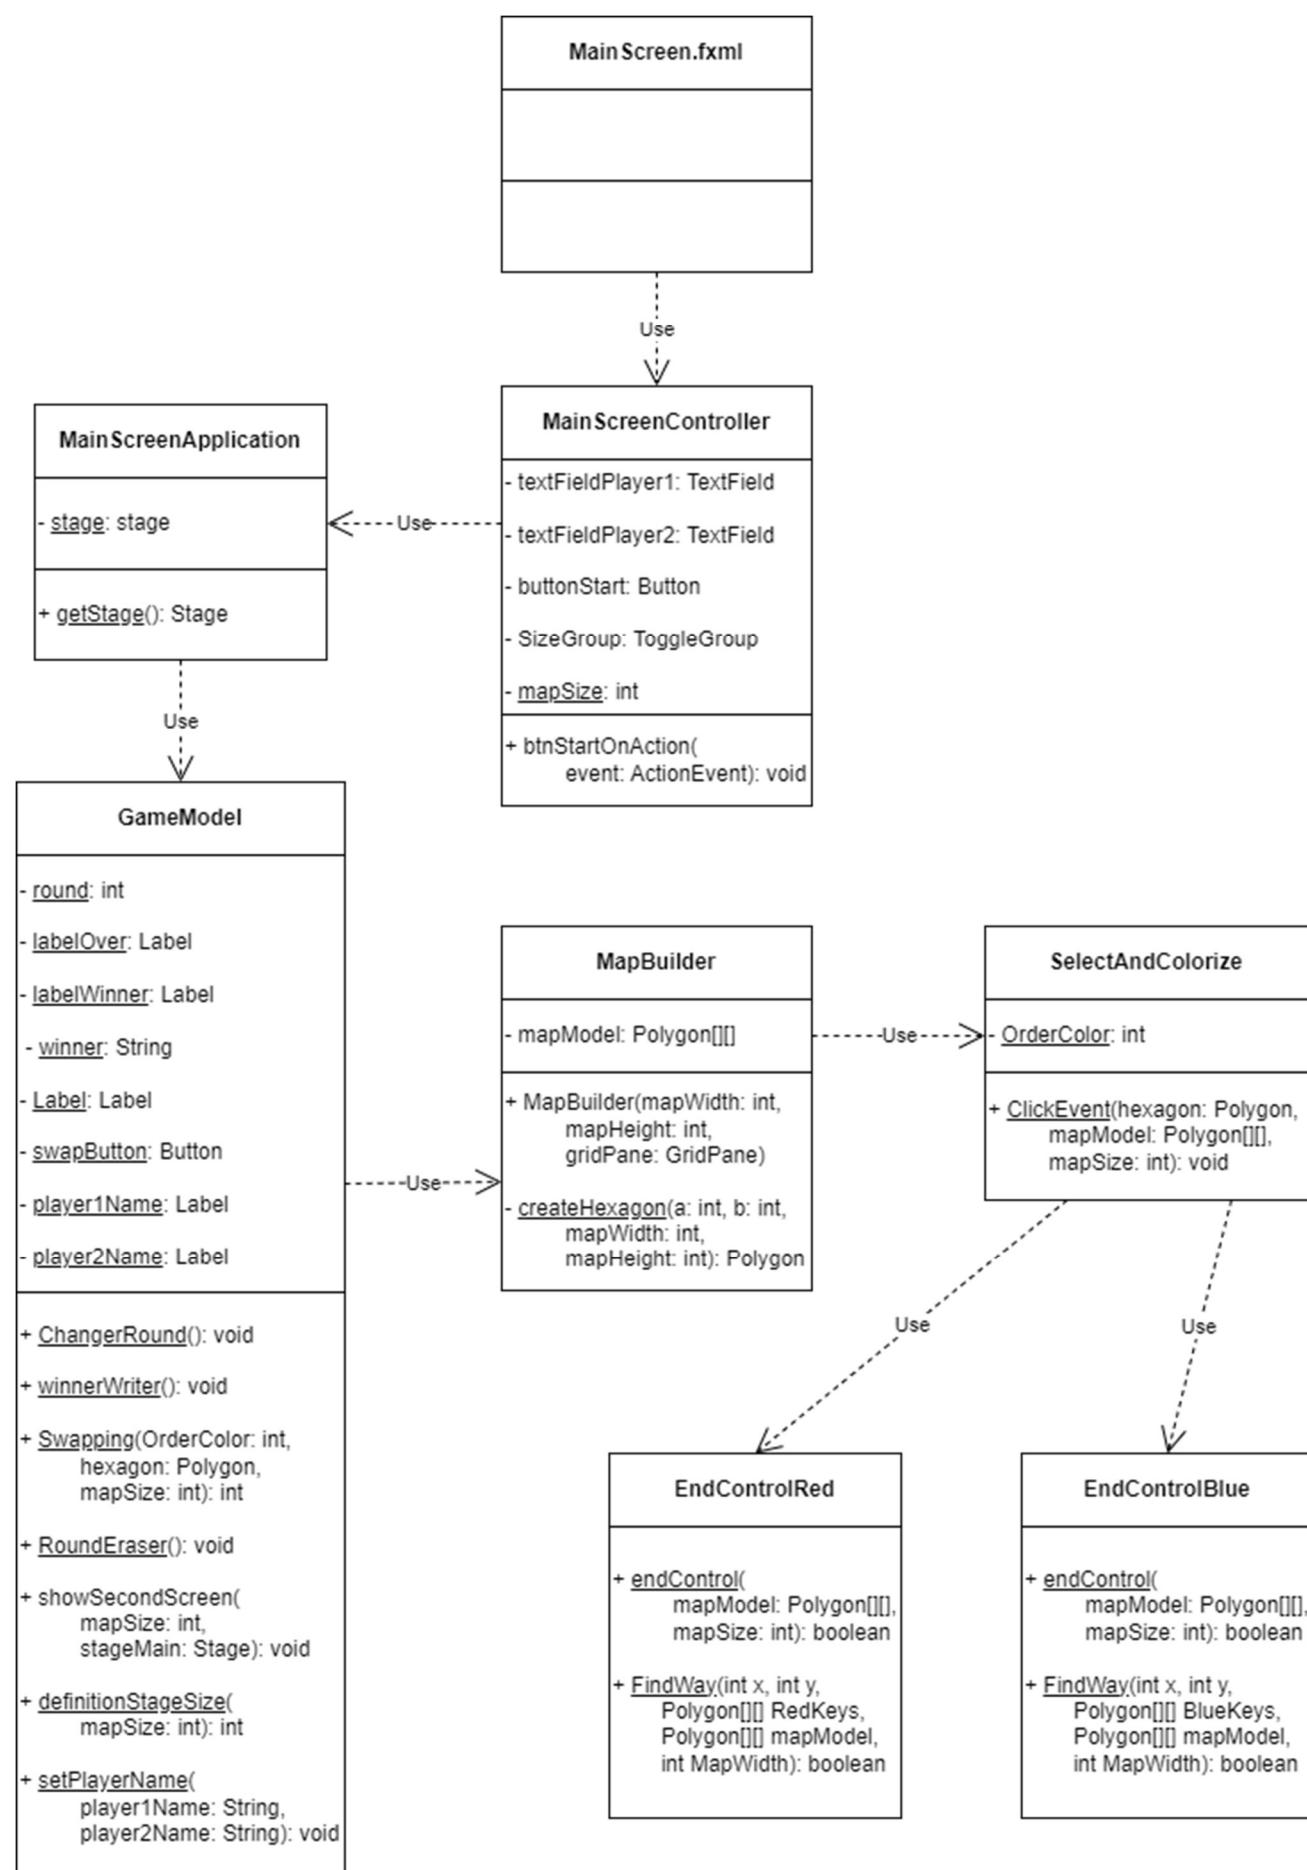 MainScreen.fxml
Use
MainScreenController
- textFieldPlayer1: TextField
- textFieldPlayer2: TextField
- buttonStart: Button
- SizeGroup: ToggleGroup
- mapSize: int
+ btnStartOnAction(
event: ActionEvent): void
Use
MainScreenApplication
- stage: stage
+ getStage(): Stage
Use
GameModel
- round: int
- labelOver: Label
- labelWinner: Label
- winner: String
- Label: Label
- swapButton: Button
- player1Name: Label
- player2Name: Label
+ ChangerRound(): void
+ winnerWriter(): void
+ Swapping(OrderColor: int,
hexagon: Polygon,
mapSize: int): int
+ RoundEraser(): void
+ showSecondScreen(
mapSize: int,
stageMain: Stage): void
+ definitionStageSize(
mapSize: int): int
+ setPlayerName(
player1Name: String,
player2Name: String): void
Use
MapBuilder
- mapModel: Polygon[][]
+ MapBuilder(mapWidth: int,
mapHeight: int,
gridPane: GridPane)
- createHexagon(a: int, b: int,
mapWidth: int,
mapHeight: int): Polygon
Use
SelectAndColorize
- OrderColor: int
+ ClickEvent(hexagon: Polygon,
mapModel: Polygon[][],
mapSize: int): void
Use
Use
EndControlRed
+ endControl(
mapModel: Polygon[][],
mapSize: int): boolean
+ FindWay(int x, int y,
Polygon[][] RedKeys,
Polygon[][] mapModel,
int MapWidth): boolean
EndControlBlue
+ endControl(
mapModel: Polygon[][],
mapSize: int): boolean
+ FindWay(int x, int y,
Polygon[][] BlueKeys,
Polygon[][] mapModel,
int MapWidth): boolean